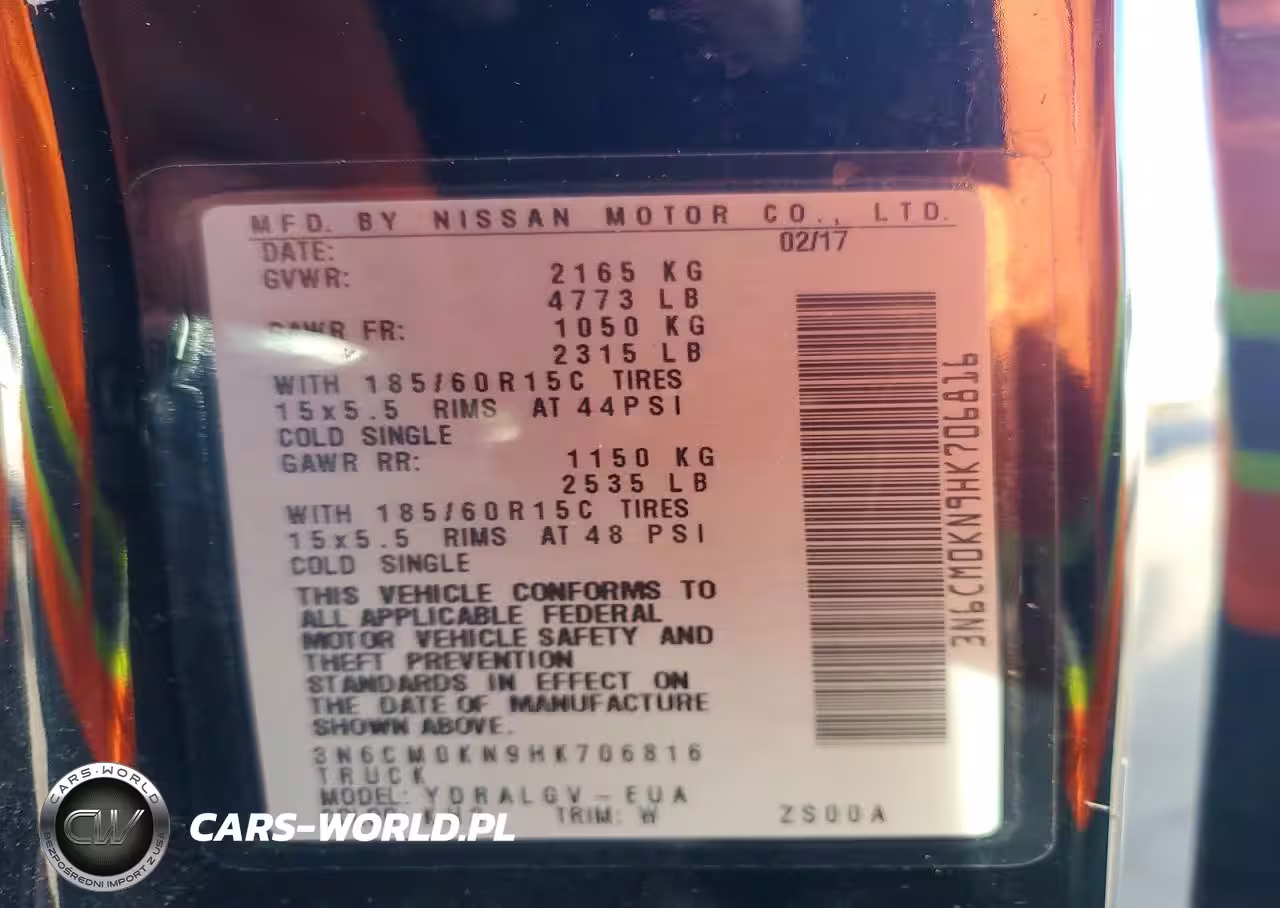 MFD. BY NISSAN MOTOR CO., LTD.
DATE: 02/17
GVWR: 2165 KG
4773 LB
GAWR FR: 1050 KG
2315 LB
WITH 185/60R15C TIRES
15x5.5 RIMS AT 44PSI
COLD SINGLE
GAWR RR: 1150 KG
2535 LB
WITH 185/60R15C TIRES
15x5.5 RIMS AT 48 PSI
COLD SINGLE
THIS VEHICLE CONFORMS TO
ALL APPLICABLE FEDERAL
MOTOR VEHICLE SAFETY AND
THEFT PREVENTION
STANDARDS IN EFFECT ON
THE DATE OF MANUFACTURE
SHOWN ABOVE.
3N6CM0KN9HK706816
TRUCK
MODEL: YDRALGV-EUA
TRIM: W ZS00A
3N6CM0KN9HK706816
CARS-WORLD
CW
BEZPOŚREDNI IMPORT Z USA
CARS-WORLD.PL